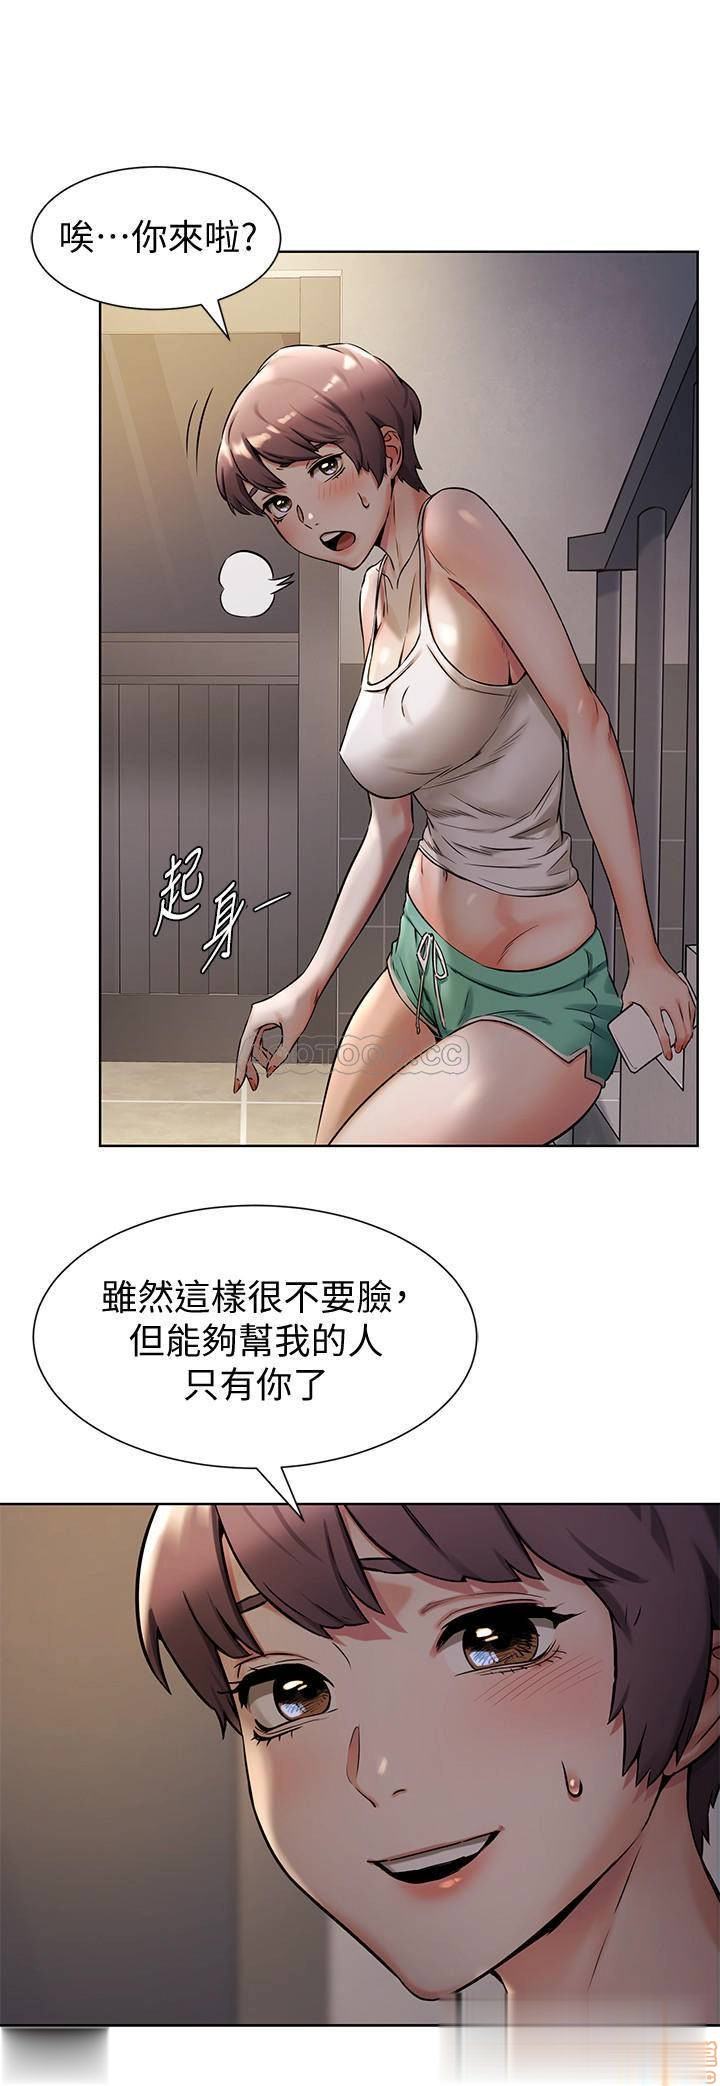 唉…你來啦?
起身—
雖然這樣很不要臉，
但能夠幫我的人
只有你了